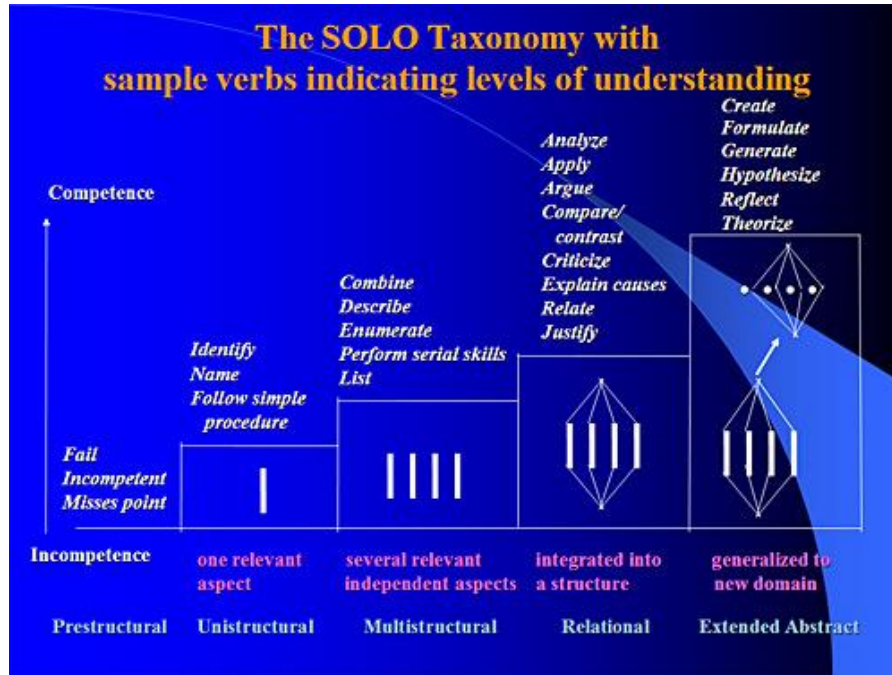 The SOLO Taxonomy with
sample verbs indicating levels of understanding
Competence
Fail
Incompetent
Misses point
Identify
Name
Follow simple
procedure
Combine
Describe
Enumerate
Perform serial skills
List
Analyze
Apply
Argue
Compare/
contrast
Criticize
Explain causes
Relate
Justify
Create
Formulate
Generate
Hypothesize
Reflect
Theorize
Incompetence
one relevant
aspect
several relevant
independent aspects
integrated into
a structure
generalized to
new domain
Prestructural
Unistructural
Multistructural
Relational
Extended Abstract